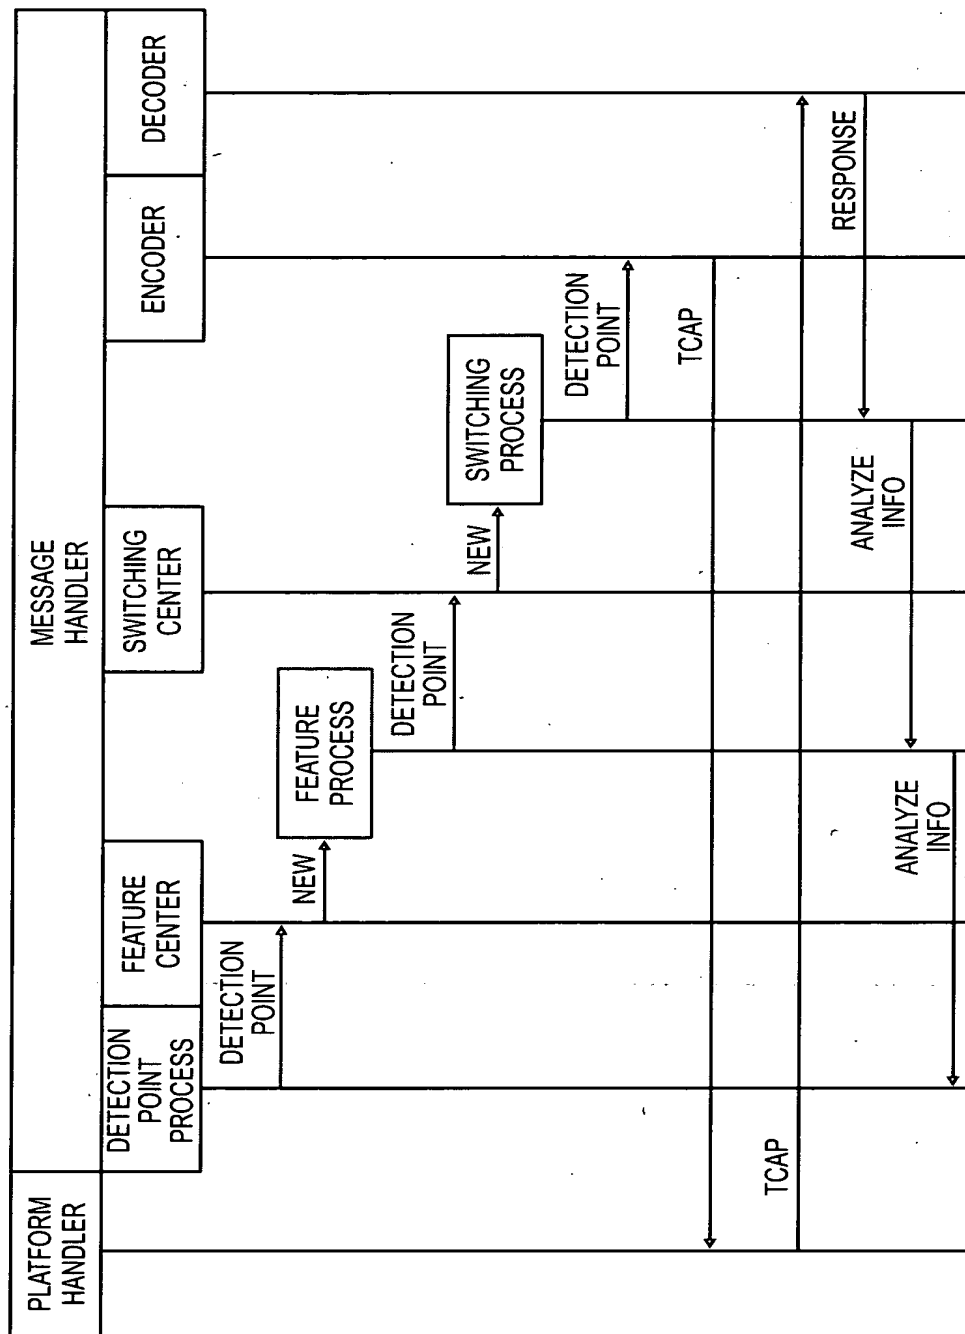 PLATFORM
HANDLER
MESSAGE
HANDLER
DETECTION
POINT
PROCESS
FEATURE
CENTER
SWITCHING
CENTER
ENCODER
DECODER
DETECTION
POINT
NEW
FEATURE
PROCESS
DETECTION
POINT
NEW
SWITCHING
PROCESS
DETECTION
POINT
TCAP
TCAP
RESPONSE
ANALYZE
INFO
ANALYZE
INFO